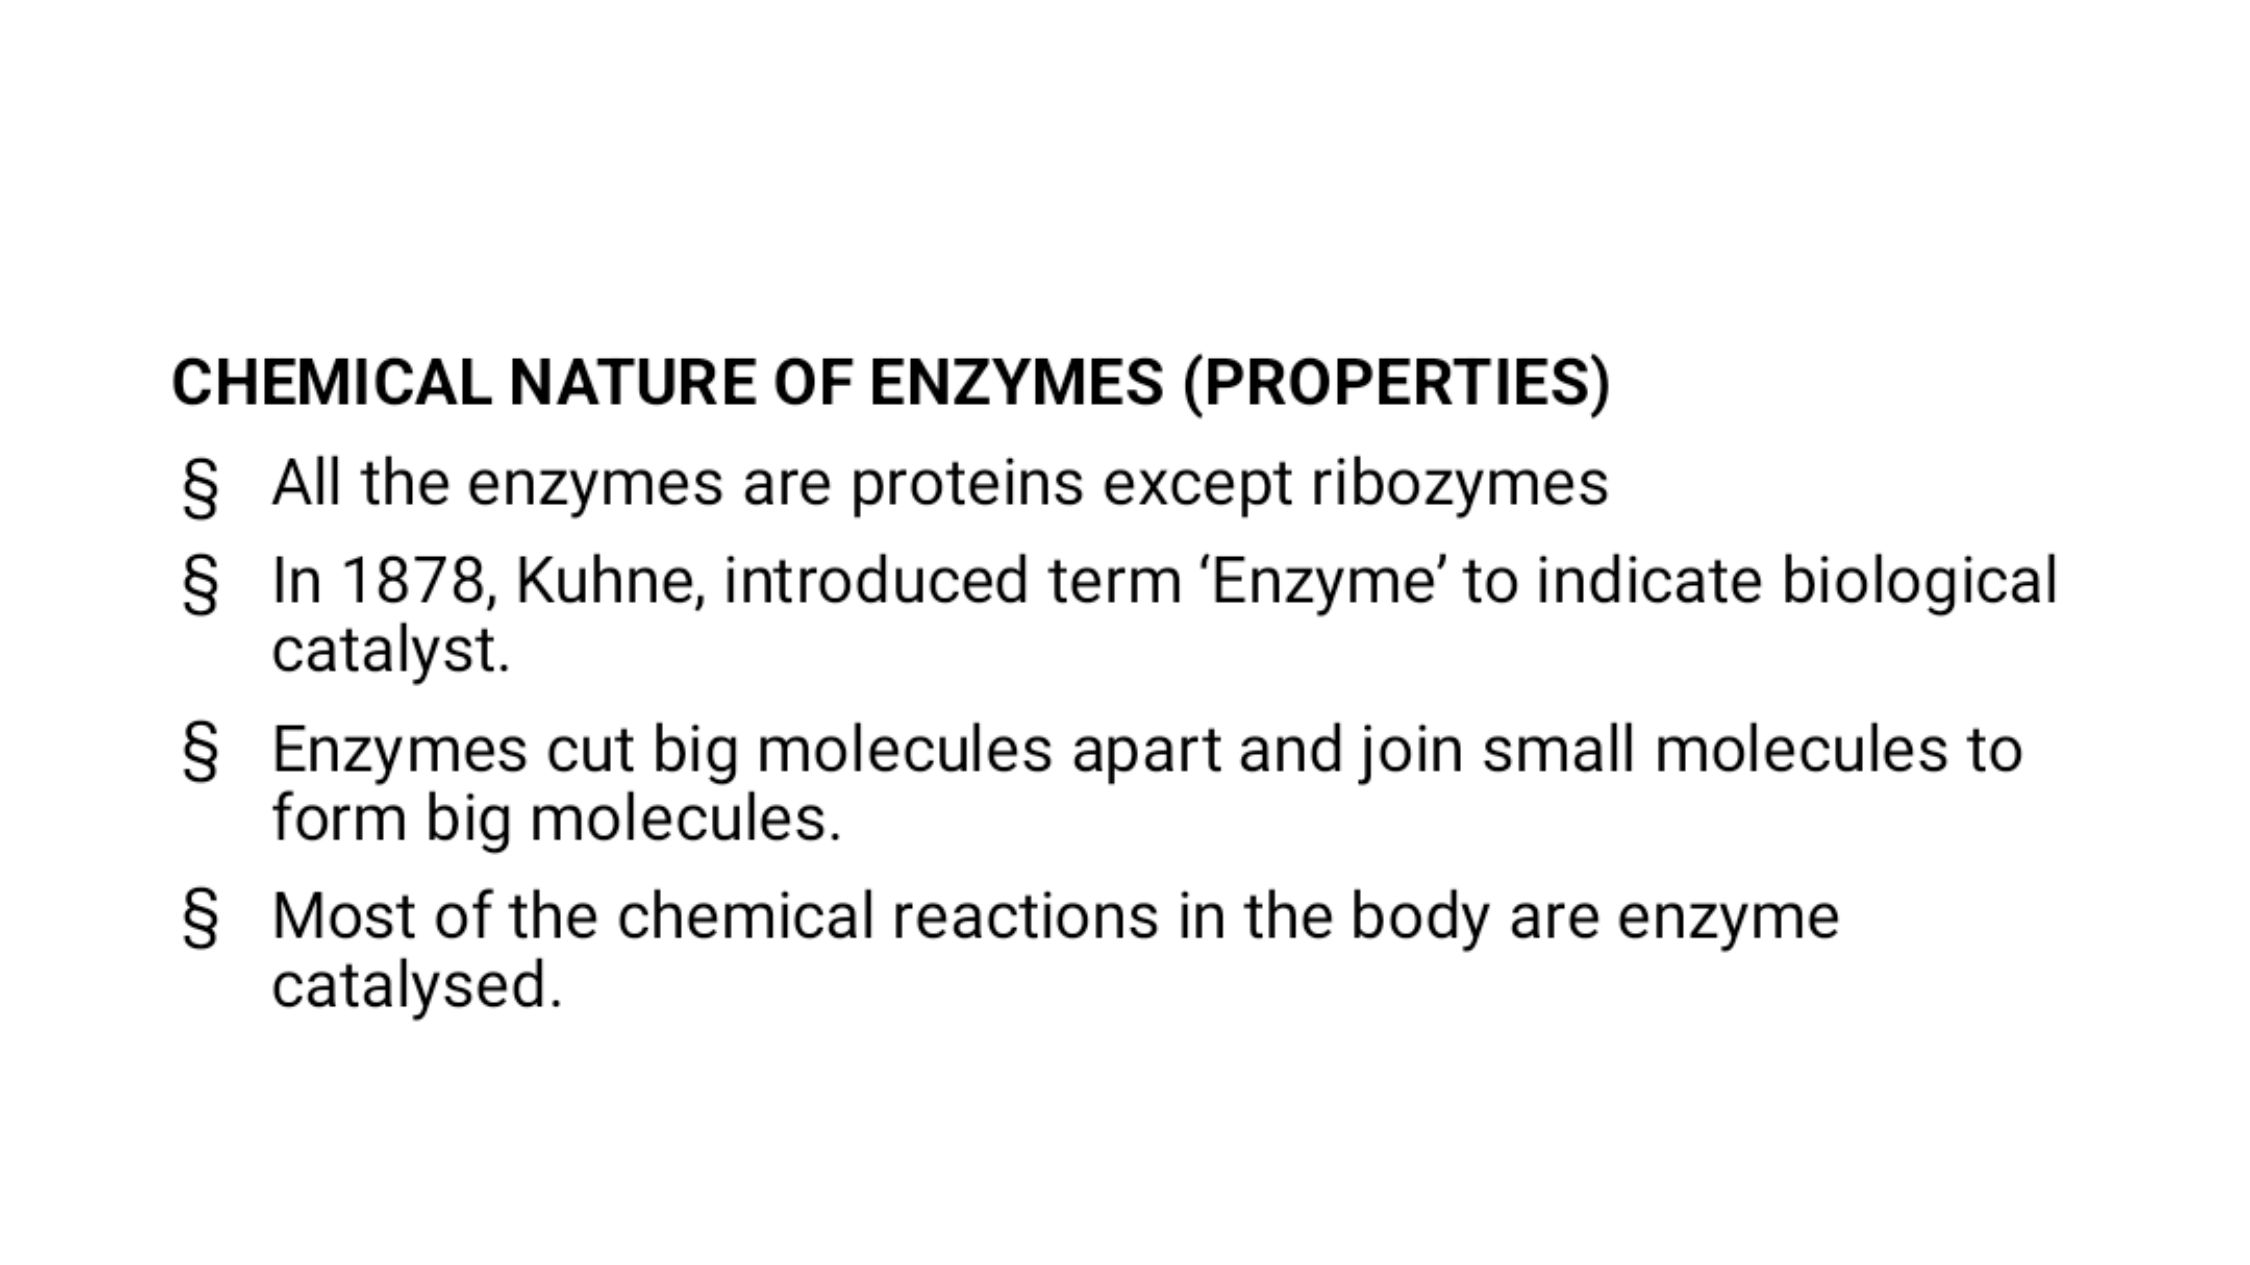 CHEMICAL NATURE OF ENZYMES (PROPERTIES)
§ All the enzymes are proteins except ribozymes
§ In 1878, Kuhne, introduced term ‘Enzyme’ to indicate biological
catalyst.
§ Enzymes cut big molecules apart and join small molecules to
form big molecules.
§ Most of the chemical reactions in the body are enzyme
catalysed.